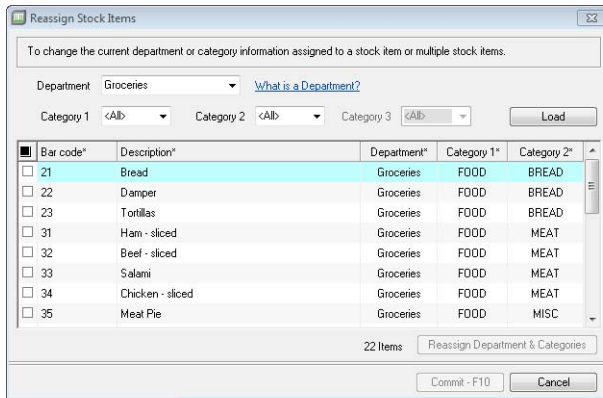 Reassign Stock Items
To change the current department or category information assigned to a stock item or multiple stock items.
Department Groceries What is a Department?
Category 1 <All> Category 2 <All> Category 3 <All> Load
Bar code* Description* Department* Category 1* Category 2*
21 Bread Groceries FOOD BREAD
22 Damper Groceries FOOD BREAD
23 Tortillas Groceries FOOD BREAD
31 Ham - sliced Groceries FOOD MEAT
32 Beef - sliced Groceries FOOD MEAT
33 Salami Groceries FOOD MEAT
34 Chicken - sliced Groceries FOOD MEAT
35 Meat Pie Groceries FOOD MISC
22 Items Reassign Department & Categories
Commit - F10 Cancel